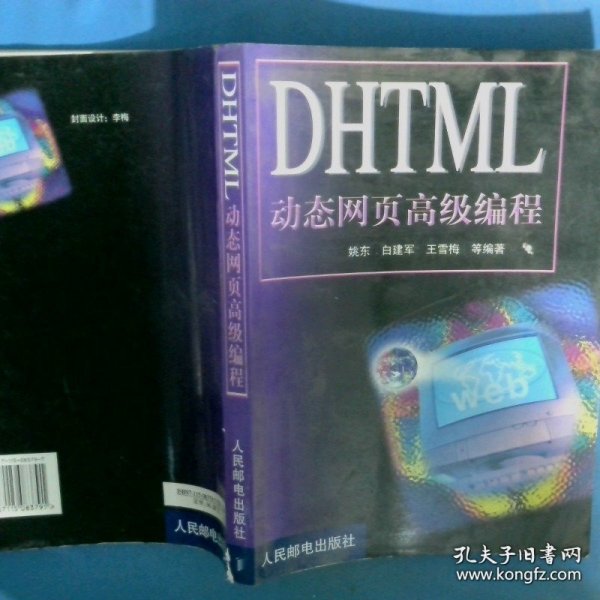 封面设计：李梅
DHTML
动态网页高级编程
人民邮电出版社
人民邮电出版社
DHTML
动态网页高级编程
姚东 白建军 王雪梅 等编著
web
人民邮电出版社
孔夫子旧书网
www.kongfz.com